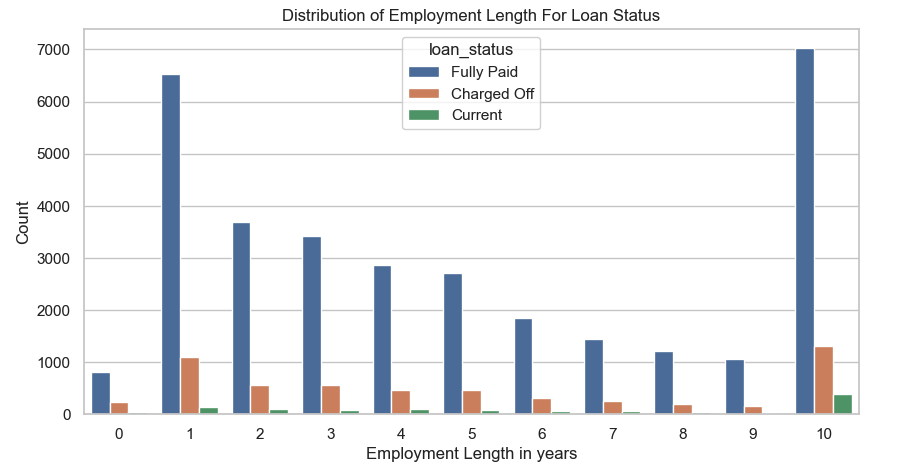 Distribution of Employment Length For Loan Status
loan_status
Fully Paid
Charged Off
Current
Count
7000
6000
5000
4000
3000
2000
1000
0
0 1 2 3 4 5 6 7 8 9 10
Employment Length in years